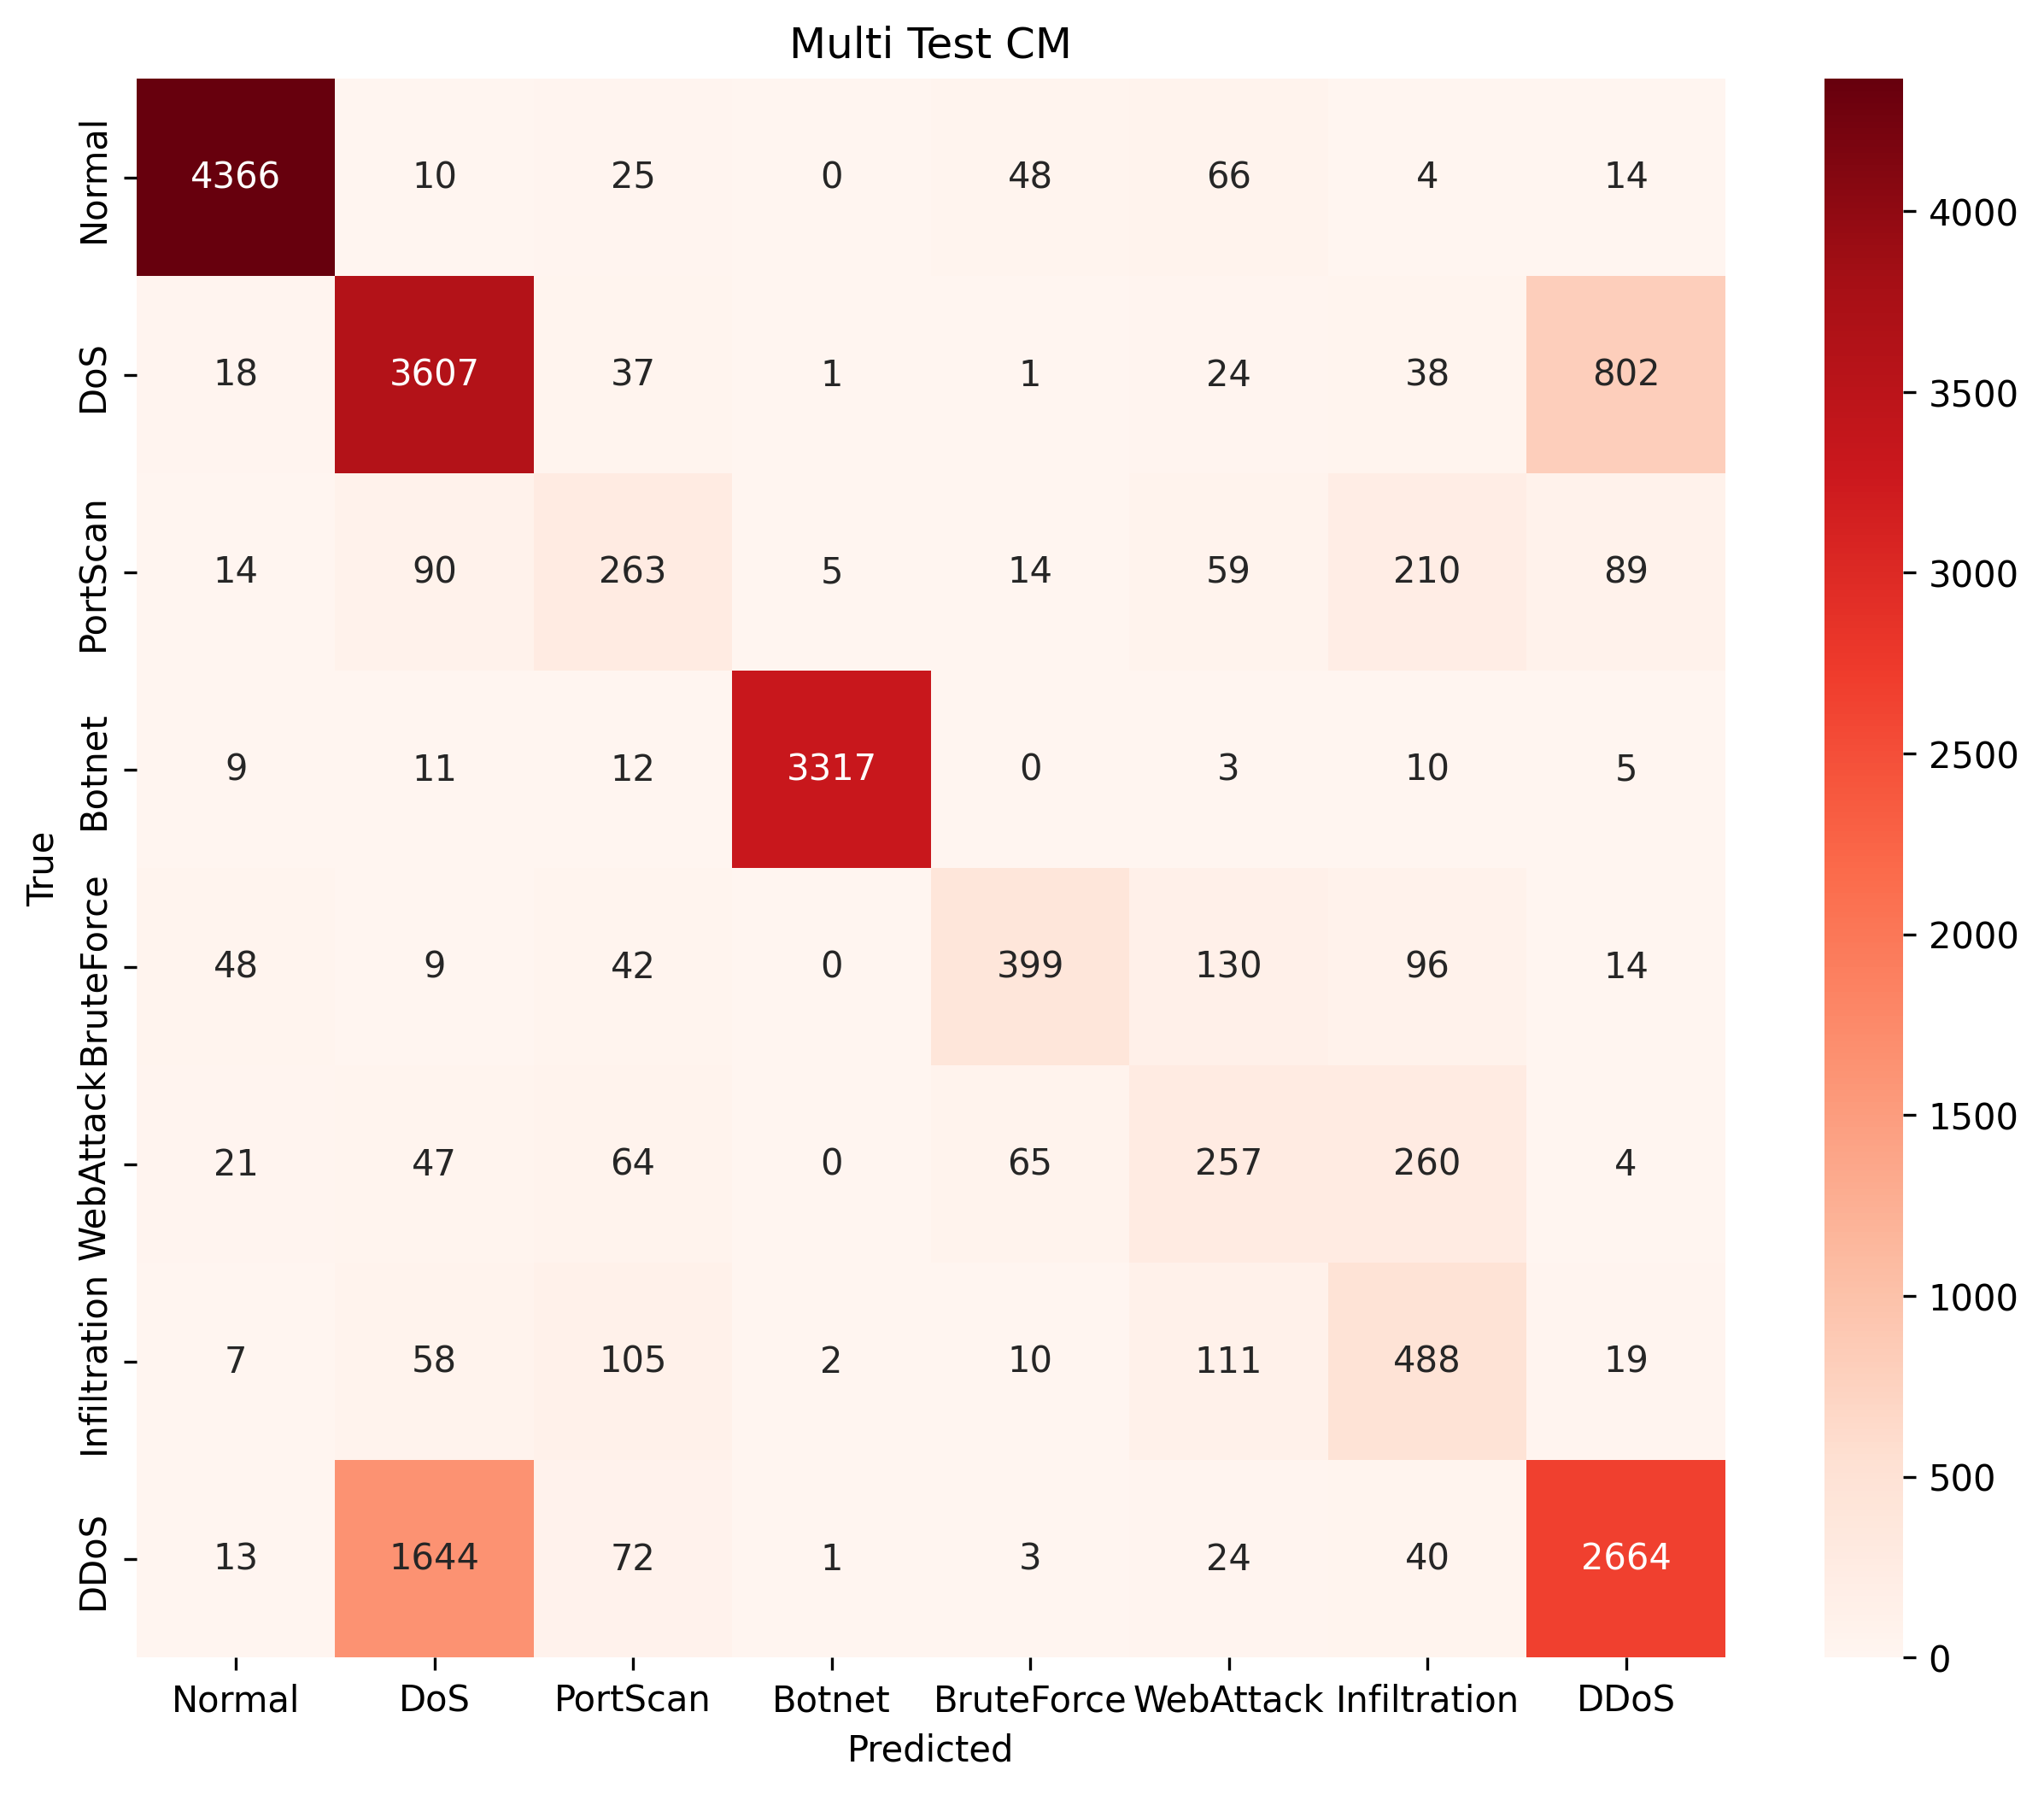 Multi Test CM
True
Normal 4366 10 25 0 48 66 4 14
DoS 18 3607 37 1 1 24 38 802
PortScan 14 90 263 5 14 59 210 89
Botnet 9 11 12 3317 0 3 10 5
BruteForce 48 9 42 0 399 130 96 14
WebAttack 21 47 64 0 65 257 260 4
Infiltration 7 58 105 2 10 111 488 19
DDoS 13 1644 72 1 3 24 40 2664
Normal DoS PortScan Botnet BruteForce WebAttack Infiltration DDoS
Predicted
4000
3500
3000
2500
2000
1500
1000
500
0